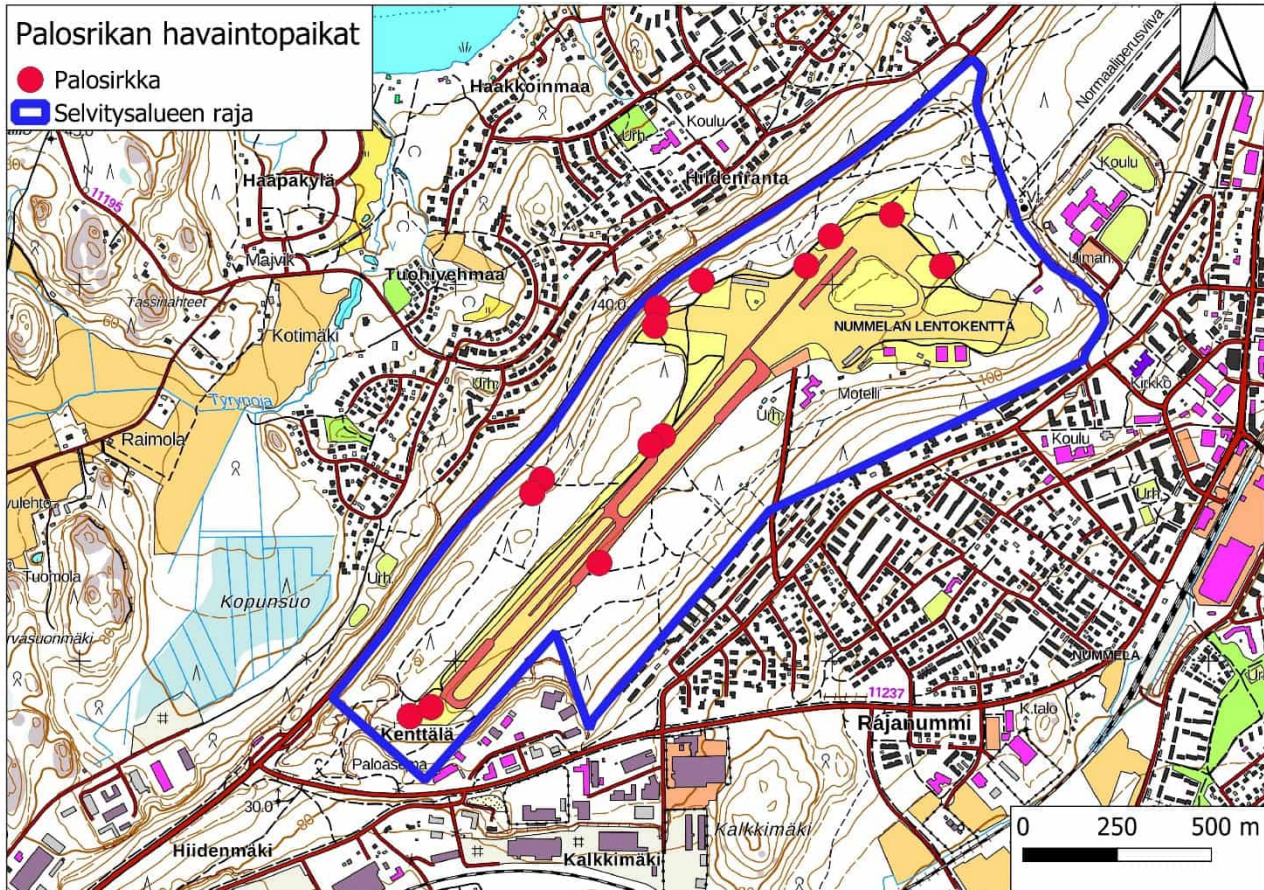 Palosrikan havaintopaikat
Palosirkka
Selvitysalueen raja
Haakkoinmaa
Normaaliperusviiva
Urh.
Koulu
Koulu
11195
Haapakylä
Hiidenranta
Majvik
Uimah.
Tuohivehmaa
Tassinahteet
40.0
60
Kotimäki
NUMMELAN LENTOKENTTÄ
Urh.
Kirkko
Tyrynoja
100
Motelli
Urh.
Raimola
Koulu
Urh.
Tuomola
Urh.
Kopunsuo
NUMMELA
11237
Rajanummi
K.talo
Kenttälä
Paloasema
30.0
80
0 250 500 m
Kalkkimäki
Hiidenmäki
Kalkkimäki